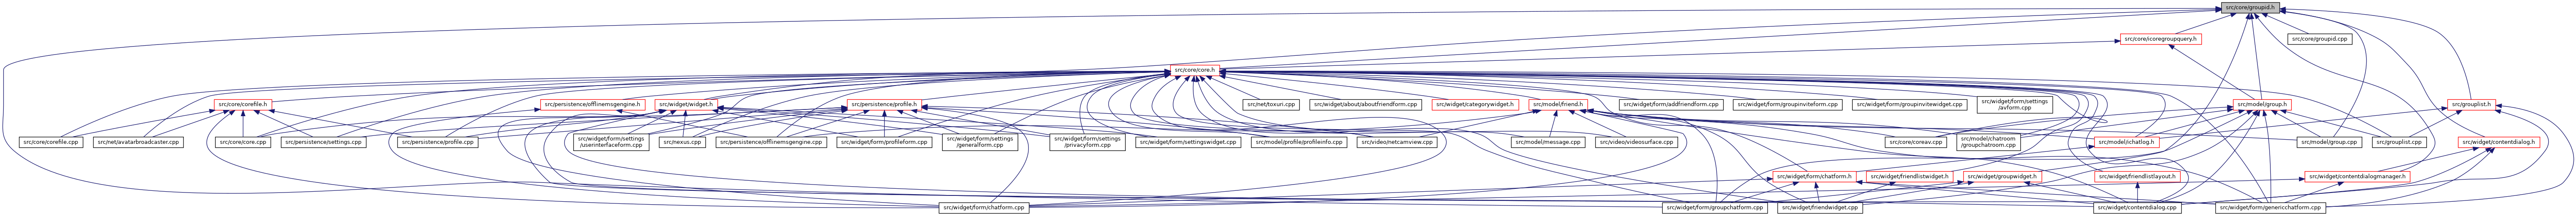 src/core/groupid.h
src/core/icoregroupquery.h
src/core/groupid.cpp
src/core/core.h
src/core/corefile.h
src/persistence/offlinemsgengine.h
src/widget/widget.h
src/persistence/profile.h
src/net/toxuri.cpp
src/widget/about/aboutfriendform.cpp
src/widget/categorywidget.h
src/model/friend.h
src/widget/form/addfriendform.cpp
src/widget/form/groupinviteform.cpp
src/widget/form/groupinvitewidget.cpp
src/widget/form/settings
/avform.cpp
src/model/group.h
src/grouplist.h
src/core/corefile.cpp
src/net/avatarbroadcaster.cpp
src/core/core.cpp
src/persistence/settings.cpp
src/persistence/profile.cpp
src/widget/form/settings
/userinterfaceform.cpp
src/nexus.cpp
src/persistence/offlinemsgengine.cpp
src/widget/form/profileform.cpp
src/widget/form/settings
/generalform.cpp
src/widget/form/settings
/privacyform.cpp
src/widget/form/settingswidget.cpp
src/model/profile/profileinfo.cpp
src/video/netcamview.cpp
src/model/message.cpp
src/video/videosurface.cpp
src/core/coreav.cpp
src/model/chatroom
/groupchatroom.cpp
src/model/chatlog.h
src/model/group.cpp
src/grouplist.cpp
src/widget/contentdialog.h
src/widget/form/chatform.h
src/widget/friendlistwidget.h
src/widget/groupwidget.h
src/widget/friendlistlayout.h
src/widget/contentdialogmanager.h
src/widget/form/chatform.cpp
src/widget/form/groupchatform.cpp
src/widget/friendwidget.cpp
src/widget/contentdialog.cpp
src/widget/form/genericchatform.cpp